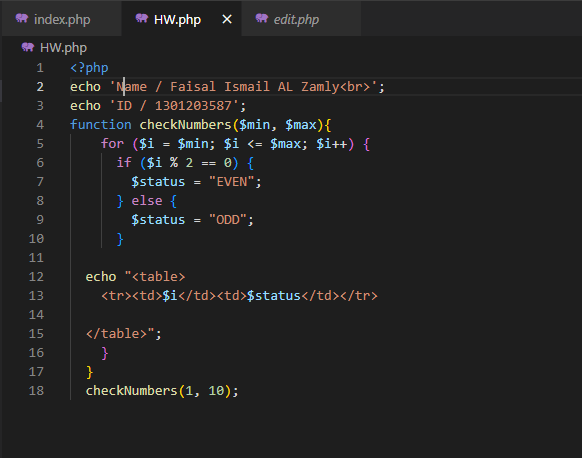 index.php HW.php × edit.php
HW.php
1 <?php
2 echo 'Name / Faisal Ismail AL Zamly<br>';
3 echo 'ID / 1301203587';
4 function checkNumbers($min, $max){
5 for ($i = $min; $i <= $max; $i++) {
6 if ($i % 2 == 0) {
7 $status = "EVEN";
8 } else {
9 $status = "ODD";
10 }
11
12 echo "<table>
13 <tr><td>$i</td><td>$status</td></tr>
14
15 </table>";
16 }
17 }
18 checkNumbers(1, 10);